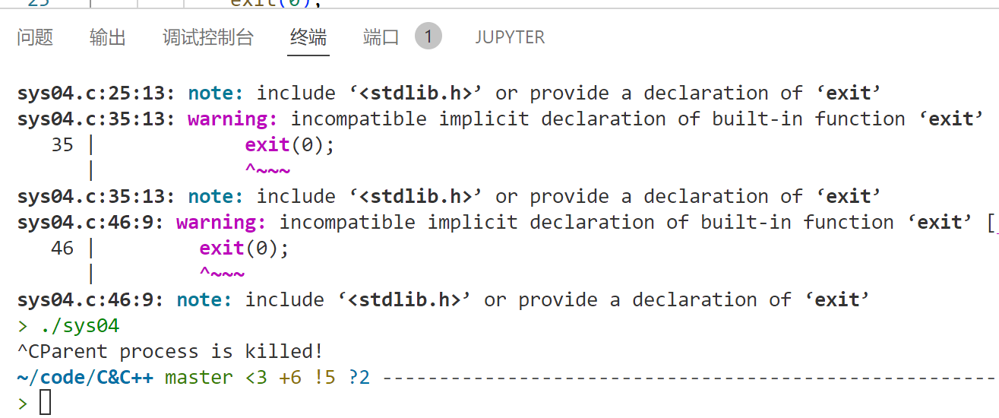 25 exit(0);
问题 输出 调试控制台 终端 端口 1 JUPYTER
sys04.c:25:13: note: include ‘<stdlib.h>’ or provide a declaration of ‘exit’
sys04.c:35:13: warning: incompatible implicit declaration of built-in function ‘exit’
35 | exit(0);
| ^~~~
sys04.c:35:13: note: include ‘<stdlib.h>’ or provide a declaration of ‘exit’
sys04.c:46:9: warning: incompatible implicit declaration of built-in function ‘exit’ [
46 | exit(0);
| ^~~~
sys04.c:46:9: note: include ‘<stdlib.h>’ or provide a declaration of ‘exit’
> ./sys04
^CParent process is killed!
~/code/C&C++ master <3 +6 !5 ?2 ------------------------------------------------------
>